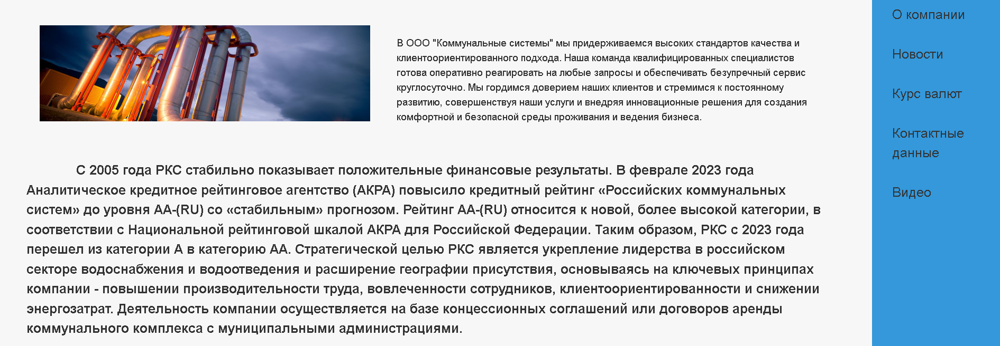 В ООО "Коммунальные системы" мы придерживаемся высоких стандартов качества и
клиентоориентированного подхода. Наша команда квалифицированных специалистов
готова оперативно реагировать на любые запросы и обеспечивать безупречный сервис
круглосуточно. Мы гордимся доверием наших клиентов и стремимся к постоянному
развитию, совершенствуя наши услуги и внедряя инновационные решения для создания
комфортной и безопасной среды проживания и ведения бизнеса.
С 2005 года РКС стабильно показывает положительные финансовые результаты. В феврале 2023 года
Аналитическое кредитное рейтинговое агентство (АКРА) повысило кредитный рейтинг «Российских коммунальных
систем» до уровня АА-(RU) со «стабильным» прогнозом. Рейтинг АА-(RU) относится к новой, более высокой категории, в
соответствии с Национальной рейтинговой шкалой АКРА для Российской Федерации. Таким образом, РКС с 2023 года
перешел из категории А в категорию АА. Стратегической целью РКС является укрепление лидерства в российском
секторе водоснабжения и водоотведения и расширение географии присутствия, основываясь на ключевых принципах
компании - повышении производительности труда, вовлеченности сотрудников, клиентоориентированности и снижении
энергозатрат. Деятельность компании осуществляется на базе концессионных соглашений или договоров аренды
коммунального комплекса с муниципальными администрациями.
О компании
Новости
Курс валют
Контактные
данные
Видео